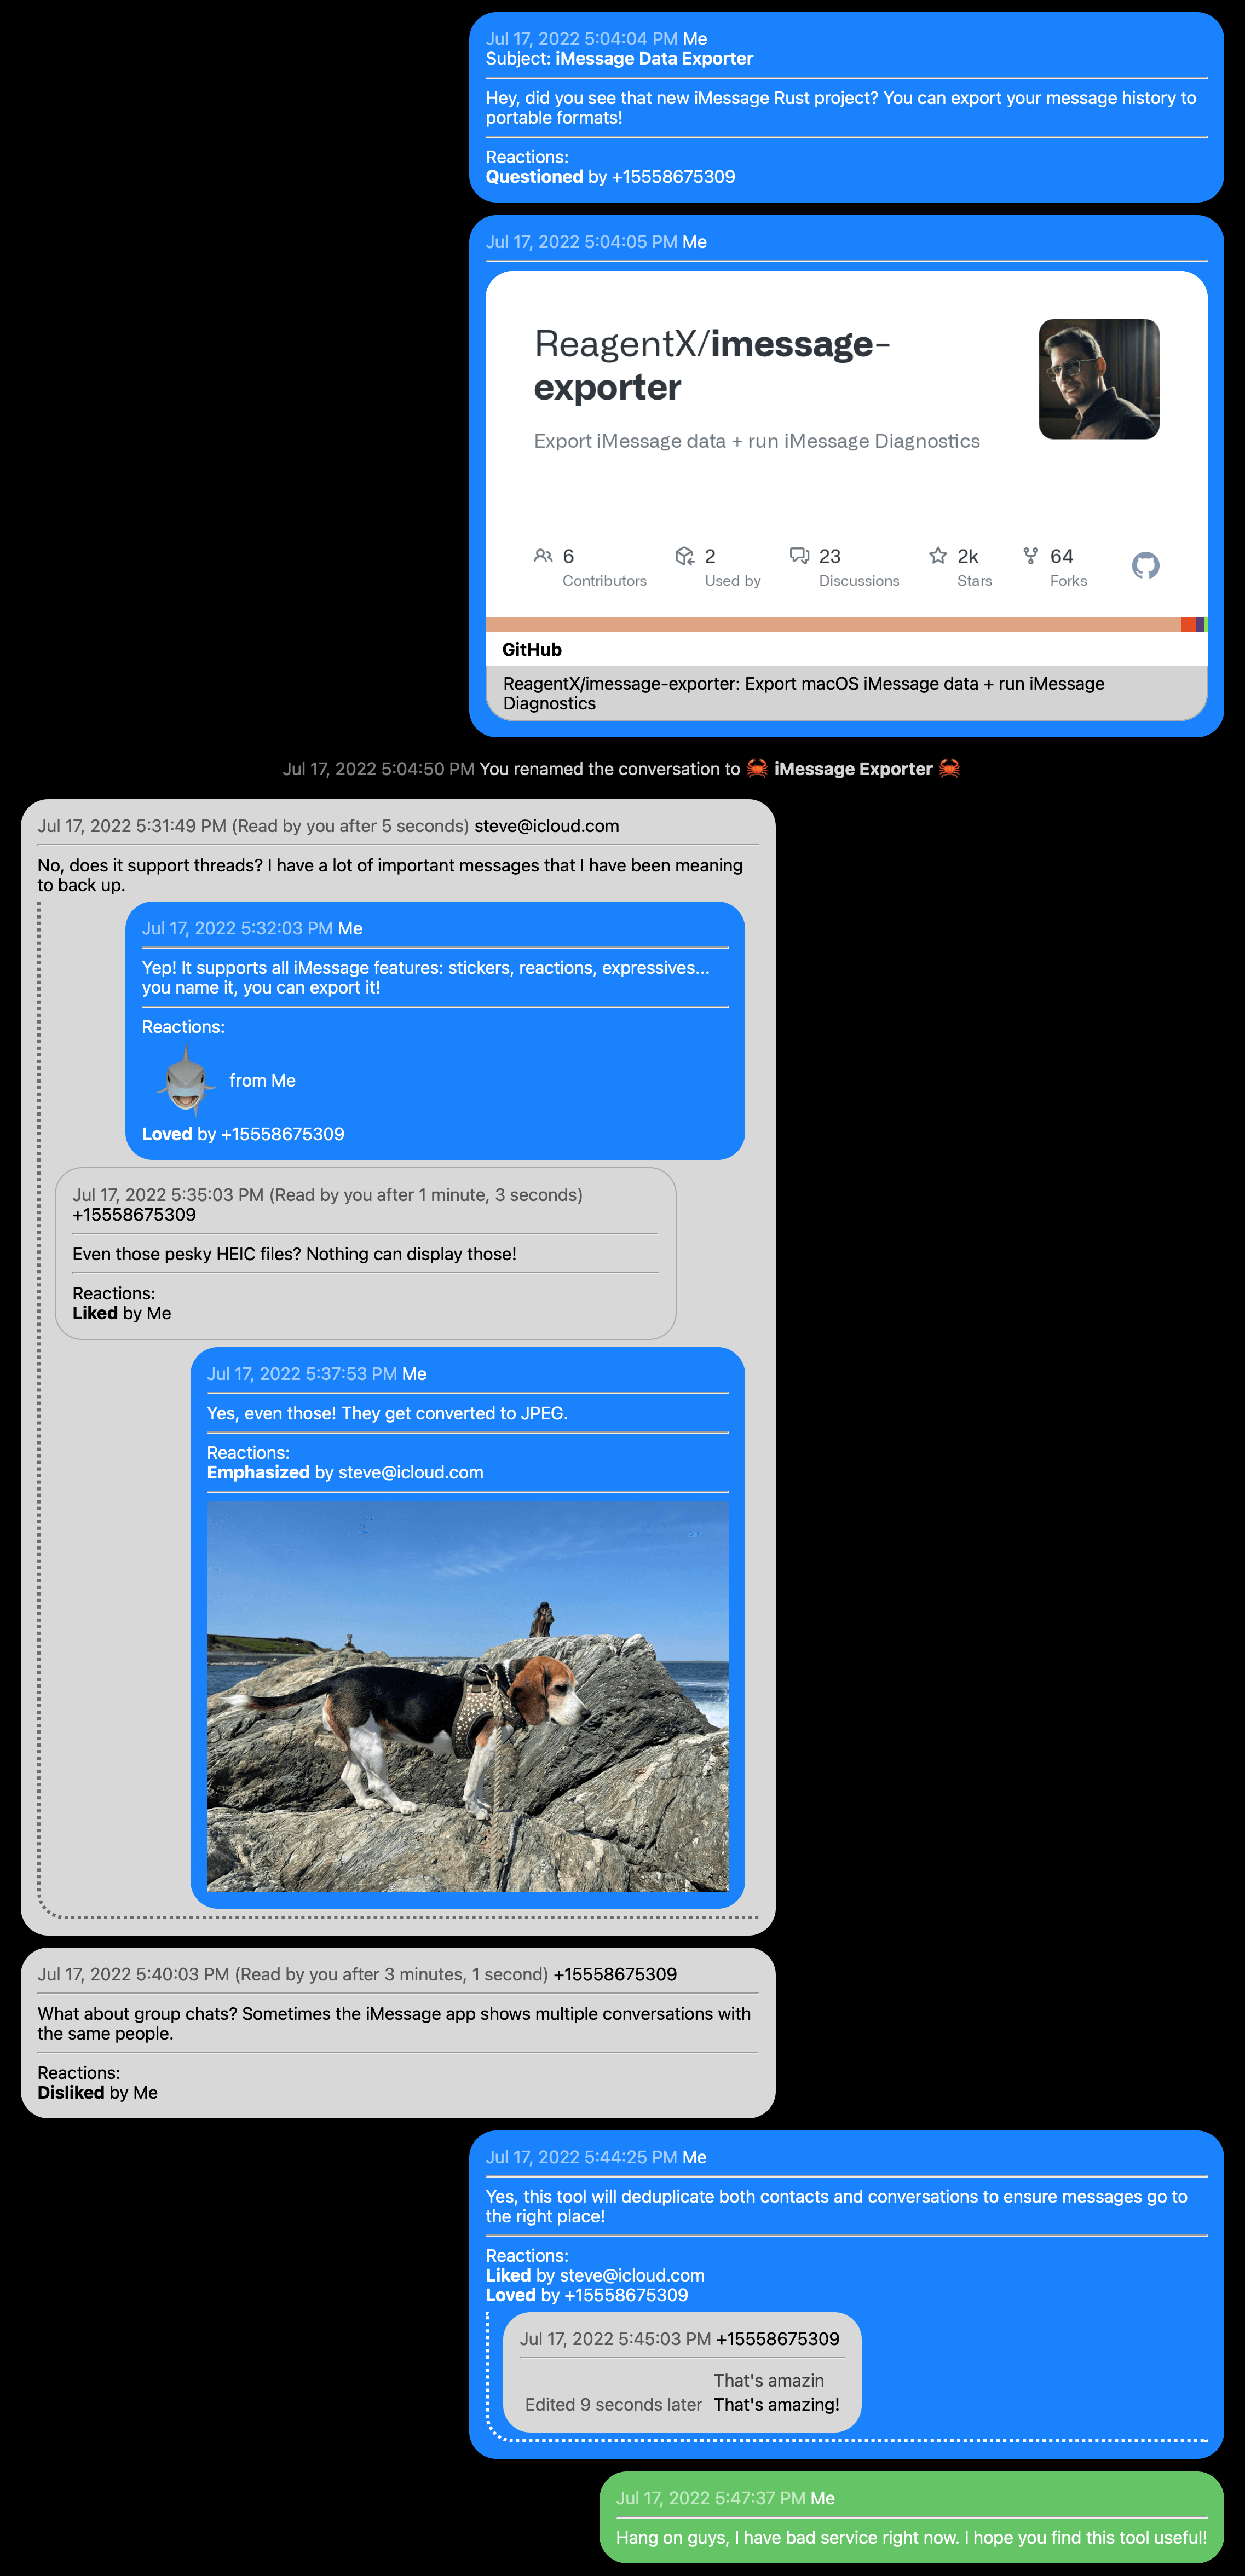 Jul 17, 2022 5:04:04 PM Me
Subject: iMessage Data Exporter
Hey, did you see that new iMessage Rust project? You can export your message history to
portable formats!
Reactions:
Questioned by +15558675309
Jul 17, 2022 5:04:05 PM Me
ReagentX/imessage-
exporter
Export iMessage data + run iMessage Diagnostics
6 2 23 2k 64
Contributors Used by Discussions Stars Forks
GitHub
ReagentX/imessage-exporter: Export macOS iMessage data + run iMessage
Diagnostics
Jul 17, 2022 5:04:50 PM You renamed the conversation to 🦀 iMessage Exporter 🦀
Jul 17, 2022 5:31:49 PM (Read by you after 5 seconds) steve@icloud.com
No, does it support threads? I have a lot of important messages that I have been meaning
to back up.
Jul 17, 2022 5:32:03 PM Me
Yep! It supports all iMessage features: stickers, reactions, expressives...
you name it, you can export it!
Reactions:
from Me
Loved by +15558675309
Jul 17, 2022 5:35:03 PM (Read by you after 1 minute, 3 seconds)
+15558675309
Even those pesky HEIC files? Nothing can display those!
Reactions:
Liked by Me
Jul 17, 2022 5:37:53 PM Me
Yes, even those! They get converted to JPEG.
Reactions:
Emphasized by steve@icloud.com
Jul 17, 2022 5:40:03 PM (Read by you after 3 minutes, 1 second) +15558675309
What about group chats? Sometimes the iMessage app shows multiple conversations with
the same people.
Reactions:
Disliked by Me
Jul 17, 2022 5:44:25 PM Me
Yes, this tool will deduplicate both contacts and conversations to ensure messages go to
the right place!
Reactions:
Liked by steve@icloud.com
Loved by +15558675309
Jul 17, 2022 5:45:03 PM +15558675309
That's amazin
Edited 9 seconds later That's amazing!
Jul 17, 2022 5:47:37 PM Me
Hang on guys, I have bad service right now. I hope you find this tool useful!